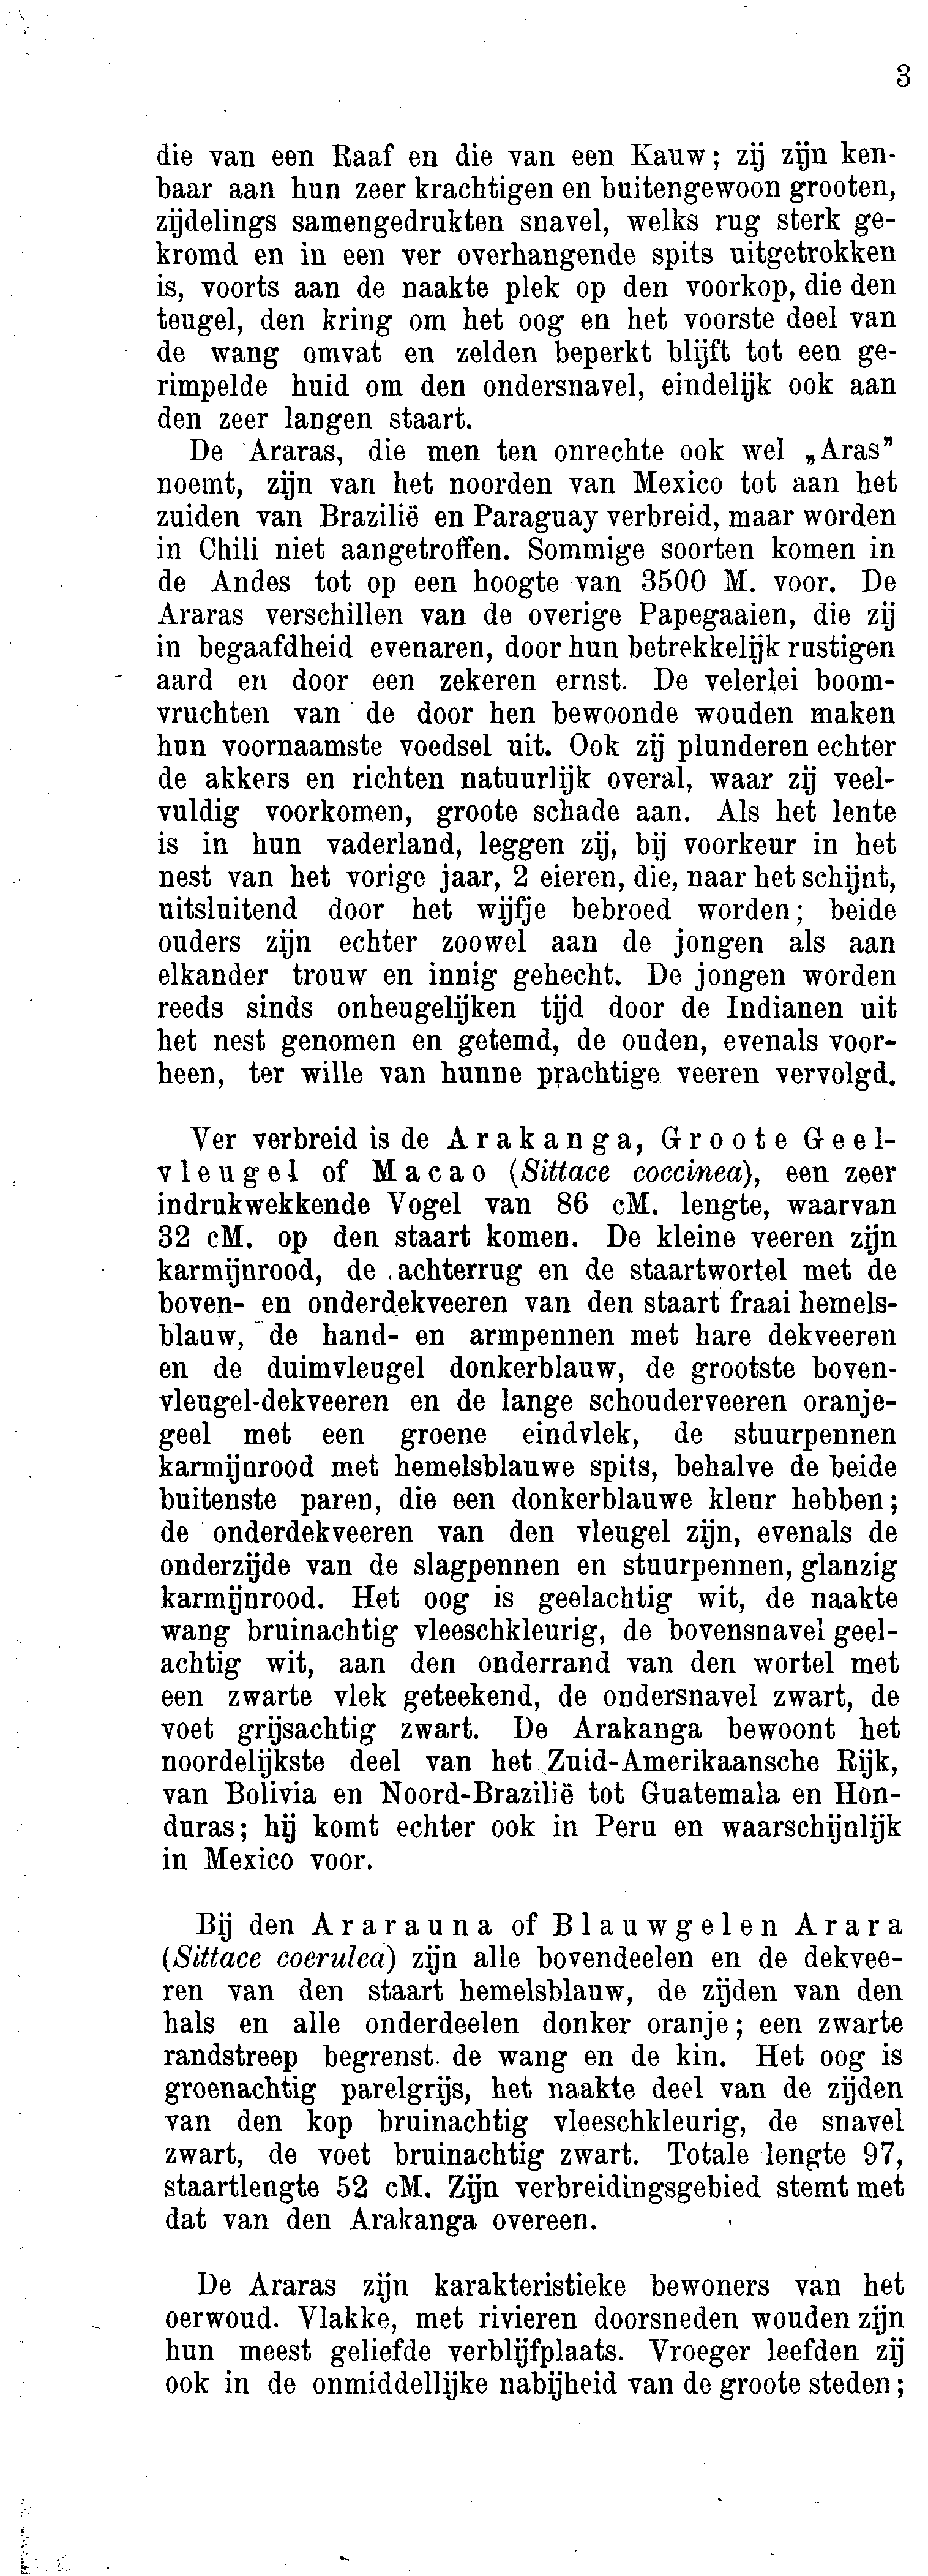 3
die van een Raaf en die van een Kauw; zij zijn ken-
baar aan hun zeer krachtigen en buitengewoon grooten,
zijdelings samengedrukten snavel, welks rug sterk ge-
kromd en in een ver overhangende spits uitgetrokken
is, voorts aan de naakte plek op den voorkop, die den
teugel, den kring om het oog en het voorste deel van
de wang omvat en zelden beperkt blijft tot een ge-
rimpelde huid om den ondersnavel, eindelijk ook aan
den zeer langen staart.
De Araras, die men ten onrechte ook wel „Aras”
noemt, zijn van het noorden van Mexico tot aan het
zuiden van Brazilië en Paraguay verbreid, maar worden
in Chili niet aangetroffen. Sommige soorten komen in
de Andes tot op een hoogte van 3500 M. voor. De
Araras verschillen van de overige Papegaaien, die zij
in begaafdheid evenaren, door hun betrekkelijk rustigen
aard en door een zekeren ernst. De velerlei boom-
vruchten van de door hen bewoonde wouden maken
hun voornaamste voedsel uit. Ook zij plunderen echter
de akkers en richten natuurlijk overal, waar zij veel-
vuldig voorkomen, groote schade aan. Als het lente
is in hun vaderland, leggen zij, bij voorkeur in het
nest van het vorige jaar, 2 eieren, die, naar het schijnt,
uitsluitend door het wijfje bebroed worden; beide
ouders zijn echter zoowel aan de jongen als aan
elkander trouw en innig gehecht. De jongen worden
reeds sinds onheugelijken tijd door de Indianen uit
het nest genomen en getemd, de ouden, evenals voor-
heen, ter wille van hunne prachtige veeren vervolgd.
Ver verbreid is de Arakanga, Groote Geel-
vleugel of Macao (Sittace coccinea), een zeer
indrukwekkende Vogel van 86 cM. lengte, waarvan
32 cM. op den staart komen. De kleine veeren zijn
karmijnrood, de achterrug en de staartwortel met de
boven- en onderdekveeren van den staart fraai hemels-
blauw, de hand- en armpennen met hare dekveeren
en de duimvleugel donkerblauw, de grootste boven-
vleugel-dekveeren en de lange schouderveeren oranje-
geel met een groene eindvlek, de stuurpennen
karmijnrood met hemelsblauwe spits, behalve de beide
buitenste paren, die een donkerblauwe kleur hebben;
de onderdekveeren van den vleugel zijn, evenals de
onderzijde van de slagpennen en stuurpennen, glanzig
karmijnrood. Het oog is geelachtig wit, de naakte
wang bruinachtig vleeschkleurig, de bovensnavel geel-
achtig wit, aan den onderrand van den wortel met
een zwarte vlek geteekend, de ondersnavel zwart, de
voet grijsachtig zwart. De Arakanga bewoont het
noordelijkste deel van het Zuid-Amerikaansche Rijk,
van Bolivia en Noord-Brazilië tot Guatemala en Hon-
duras; hij komt echter ook in Peru en waarschijnlijk
in Mexico voor.
Bij den Ararauna of Blauwgelen Arara
(Sittace coerulea) zijn alle bovendeelen en de dekvee-
ren van den staart hemelsblauw, de zijden van den
hals en alle onderdeelen donker oranje; een zwarte
randstreep begrenst de wang en de kin. Het oog is
groenachtig parelgrijs, het naakte deel van de zijden
van den kop bruinachtig vleeschkleurig, de snavel
zwart, de voet bruinachtig zwart. Totale lengte 97,
staartlengte 52 cM. Zijn verbreidingsgebied stemt met
dat van den Arakanga overeen.
De Araras zijn karakteristieke bewoners van het
oerwoud. Vlakke, met rivieren doorsneden wouden zijn
hun meest geliefde verblijfplaats. Vroeger leefden zij
ook in de onmiddellijke nabijheid van de groote steden;